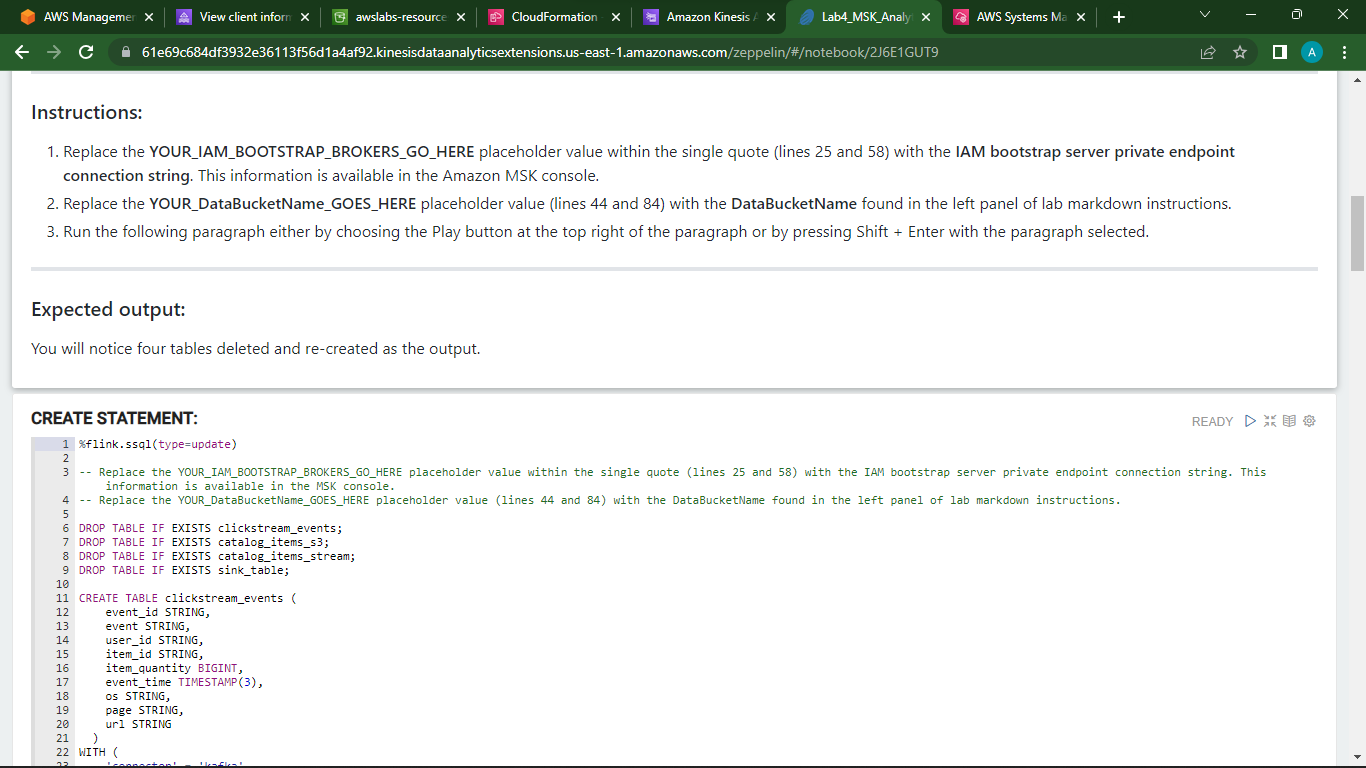 AWS Managemen
View client inforn
awslabs-resource
CloudFormation
Amazon Kinesis A
Lab4_MSK_Analy
AWS Systems Ma
61e69c684df3932e36113f56d1a4af92.kinesisdataanalyticsextensions.us-east-1.amazonaws.com/zeppelin/#/notebook/2J6E1GUT9
A
Instructions:
1. Replace the YOUR_IAM_BOOTSTRAP_BROKERS_GO_HERE placeholder value within the single quote (lines 25 and 58) with the IAM bootstrap server private endpoint
connection string. This information is available in the Amazon MSK console.
2. Replace the YOUR_DataBucketName_GOES_HERE placeholder value (lines 44 and 84) with the DataBucketName found in the left panel of lab markdown instructions.
3. Run the following paragraph either by choosing the Play button at the top right of the paragraph or by pressing Shift + Enter with the paragraph selected.
Expected output:
You will notice four tables deleted and re-created as the output.
CREATE STATEMENT:
READY
1 %flink.ssql(type=update)
2
3 -- Replace the YOUR_IAM_BOOTSTRAP_BROKERS_GO_HERE placeholder value within the single quote (lines 25 and 58) with the IAM bootstrap server private endpoint connection string. This
information is available in the MSK console.
4 -- Replace the YOUR_DataBucketName_GOES_HERE placeholder value (lines 44 and 84) with the DataBucketName found in the left panel of lab markdown instructions.
5
6 DROP TABLE IF EXISTS clickstream_events;
7 DROP TABLE IF EXISTS catalog_items_s3;
8 DROP TABLE IF EXISTS catalog_items_stream;
9 DROP TABLE IF EXISTS sink_table;
10
11 CREATE TABLE clickstream_events (
12 event_id STRING,
13 event STRING,
14 user_id STRING,
15 item_id STRING,
16 item_quantity BIGINT,
17 event_time TIMESTAMP(3),
18 os STRING,
19 page STRING,
20 url STRING
21 )
22 WITH (
23 'connector' = 'kafka'